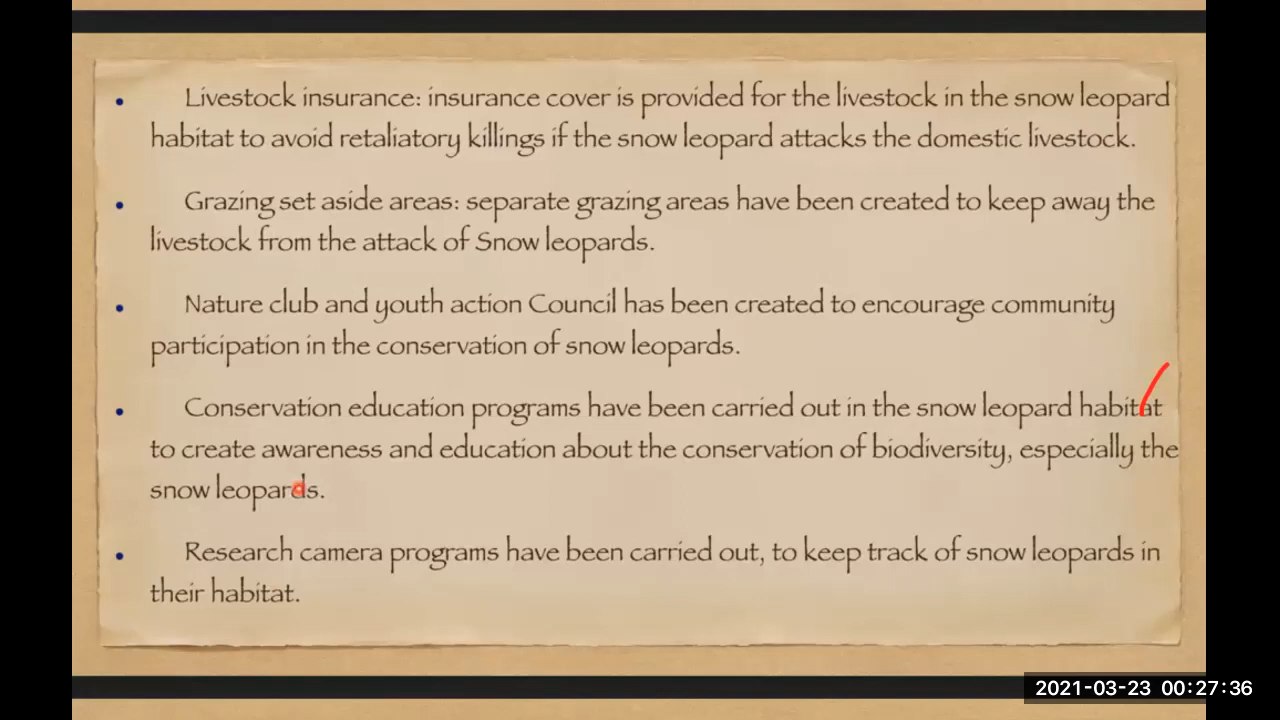 • Livestock insurance: insurance cover is provided for the livestock in the snow leopard
habitat to avoid retaliatory killings if the snow leopard attacks the domestic livestock.
• Grazing set aside areas: separate grazing areas have been created to keep away the
livestock from the attack of Snow leopards.
• Nature club and youth action Council has been created to encourage community
participation in the conservation of snow leopards.
• Conservation education programs have been carried out in the snow leopard habitat
to create awareness and education about the conservation of biodiversity, especially the
snow leopards.
• Research camera programs have been carried out, to keep track of snow leopards in
their habitat.
2021-03-23 00:27:36